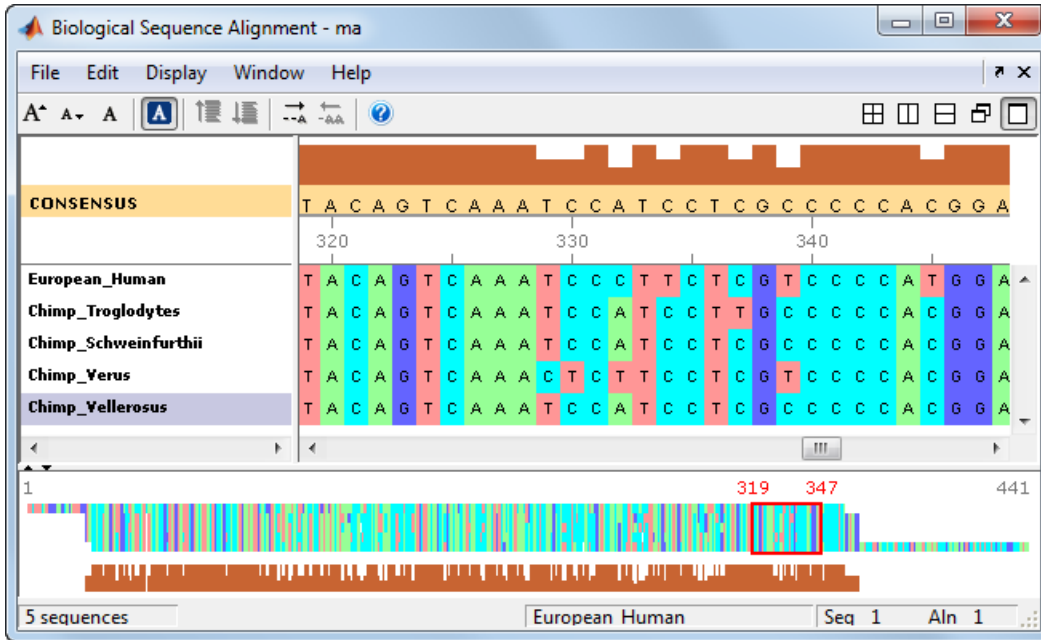 Biological Sequence Alignment - ma
File Edit Display Window Help
A A A A --A -AA ?
CONSENSUS T A C A G T C A A A T C C A T C C T C G C C C C C A C G G A
320 330 340
European_Human T A C A G T C A A A T C C C T T C T C G T C C C C A T G G A
Chimp_Troglodytes T A C A G T C A A A T C C A T C C T T G C C C C C A C G G A
Chimp_Schweinfurthii T A C A G T C A A A T C C A T C C T C G C C C C C A C G G A
Chimp_Verus T A C A G T C A A A C T C T T C C T C G T C C C C A C G G A
Chimp_Vellerosus T A C A G T C A A A T C C A T C C T C G C C C C C A C G G A
1 319 347 441
5 sequences European Human Seq 1 Aln 1